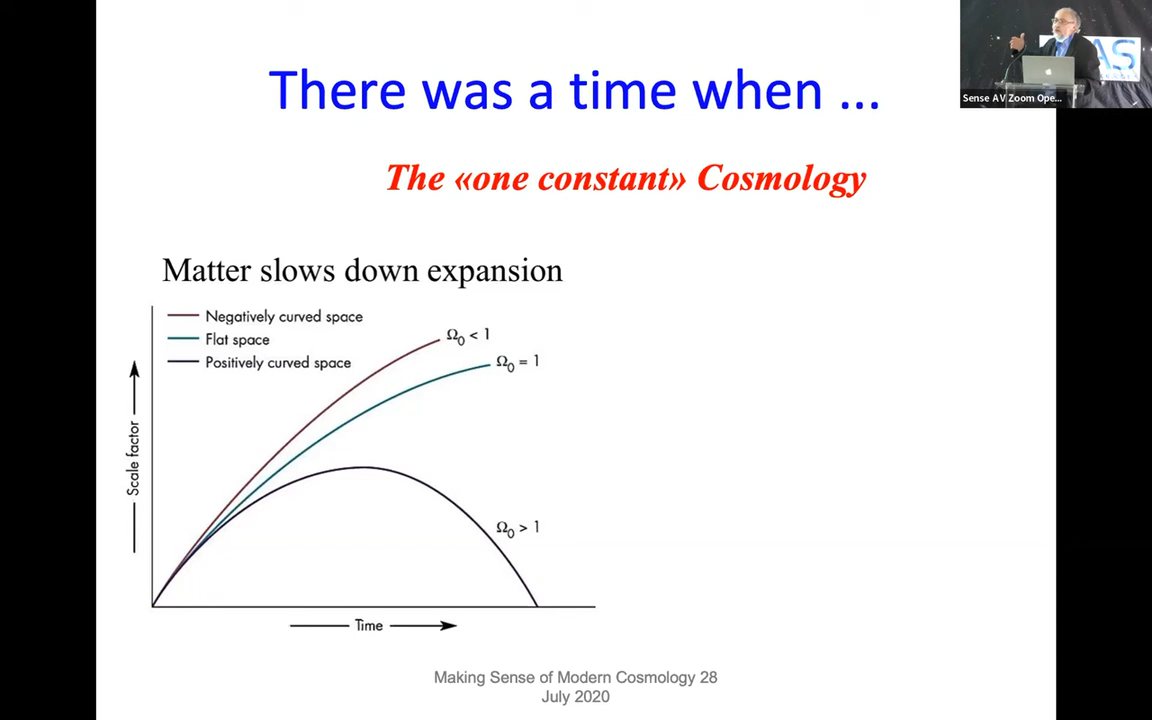 There was a time when ...
The «one constant» Cosmology
Matter slows down expansion
Negatively curved space
Flat space
Positively curved space
Ω0 < 1
Ω0 = 1
Ω0 > 1
Scale factor
Time
Making Sense of Modern Cosmology 28
July 2020
AS
Sense AV Zoom Ope...